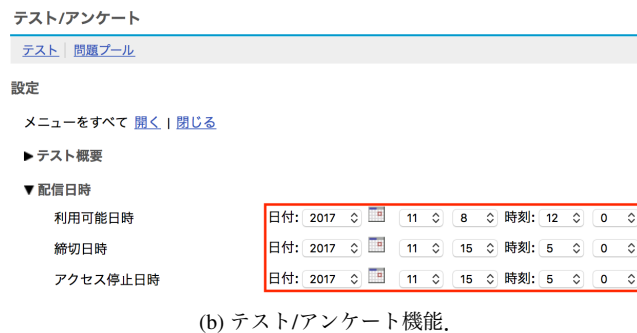 テスト/アンケート
テスト | 問題プール
設定
メニューをすべて 開く | 閉じる
▶テスト概要
▼配信日時
利用可能日時 日付: 2017 11 8 時刻: 12 0
締切日時 日付: 2017 11 15 時刻: 5 0
アクセス停止日時 日付: 2017 11 15 時刻: 5 0
(b) テスト/アンケート機能.